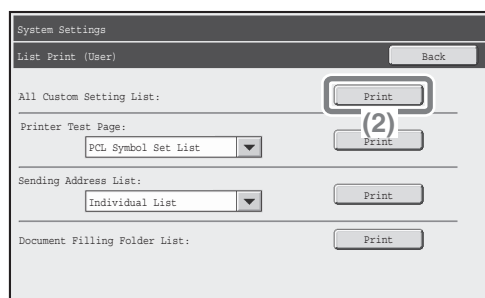 System Settings
List Print (User)
Back
All Custom Setting List:
Print
(2)
Printer Test Page:
PCL Symbol Set List
Print
Sending Address List:
Individual List
Print
Document Filling Folder List:
Print